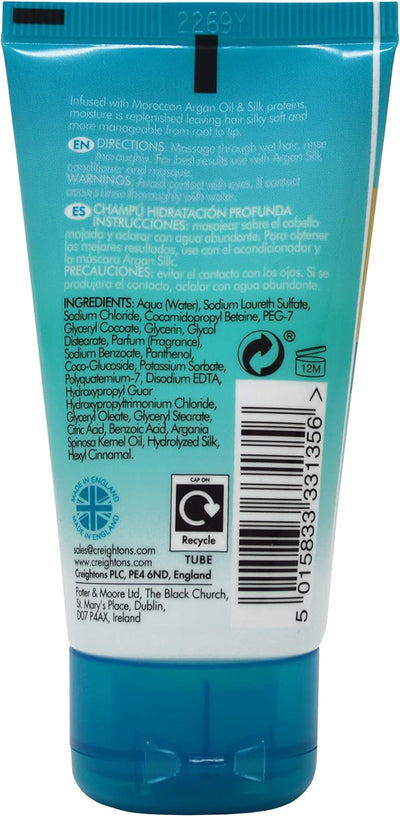 2269Y
Infused with Moroccan Argan Oil & Silk proteins,
moisture is replenished leaving hair silky soft and
more manageable from root to tip.
EN DIRECTIONS: Massage through wet hair, rinse
thoroughly. For best results use with Argan Silk
conditioner and masque.
WARNINGS: Avoid contact with eyes. If contact
occurs rinse thoroughly with water.
ES CHAMPÚ HIDRATACIÓN PROFUNDA
INSTRUCCIONES: masajear sobre el cabello
mojado y aclarar con agua abundante. Para obtener
los mejores resultados, use con el acondicionador y
la máscara Argan Silk.
PRECAUCIONES: evitar el contacto con los ojos. Si se
produjera el contacto, aclarar con agua abundante.
INGREDIENTS: Aqua (Water), Sodium Laureth Sulfate,
Sodium Chloride, Cocamidopropyl Betaine, PEG-7
Glyceryl Cocoate, Glycerin, Glycol
Distearate, Parfum (Fragrance),
Sodium Benzoate, Panthenol,
Coco-Glucoside, Potassium Sorbate,
Polyquaternium-7, Disodium EDTA,
Hydroxypropyl Guar
Hydroxypropyltrimonium Chloride,
Glyceryl Oleate, Glyceryl Stearate,
Citric Acid, Benzoic Acid, Argania
Spinosa Kernel Oil, Hydrolyzed Silk,
Hexyl Cinnamal.
®
12M
MADE IN ENGLAND
MADE IN ENGLAND
CAP ON
Recycle
TUBE
5 015833 331356 >
sales@creightons.com
www.creightons.com
Creightons PLC, PE4 6ND, England
Potter & Moore Ltd, The Black Church,
St. Mary's Place, Dublin,
D07 P4AX, Ireland